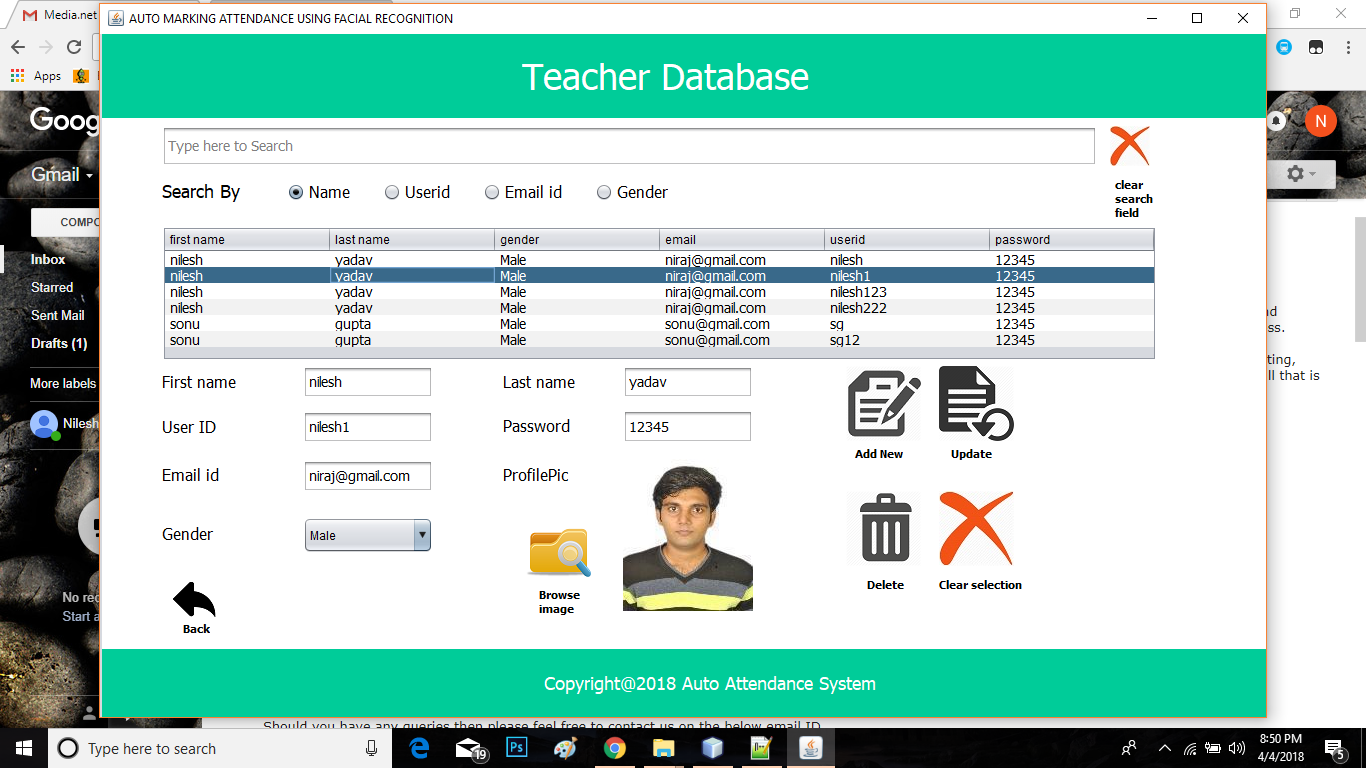 Media.net
AUTO MARKING ATTENDANCE USING FACIAL RECOGNITION
Apps
Teacher Database
Goog
N
Gmail
COMPO
Inbox
Starred
Sent Mail
Drafts (1)
More labels
Nilesh
No rec
Start a
Type here to Search
clear
search
field
Search By Name Userid Email id Gender
first name last name gender email userid password
nilesh yadav Male niraj@gmail.com nilesh 12345
nilesh yadav Male niraj@gmail.com nilesh1 12345
nilesh yadav Male niraj@gmail.com nilesh123 12345
nilesh yadav Male niraj@gmail.com nilesh222 12345
sonu gupta Male sonu@gmail.com sg 12345
sonu gupta Male sonu@gmail.com sg12 12345
First name nilesh Last name yadav
User ID nilesh1 Password 12345
Add New Update
Email id niraj@gmail.com ProfilePic
Gender Male
Browse
image
Delete Clear selection
Back
nd
ss.
ting,
ll that is
Copyright@2018 Auto Attendance System
Should you have any queries then please feel free to contact us on the below email ID
Type here to search
19
Ps
8:50 PM
4/4/2018
5